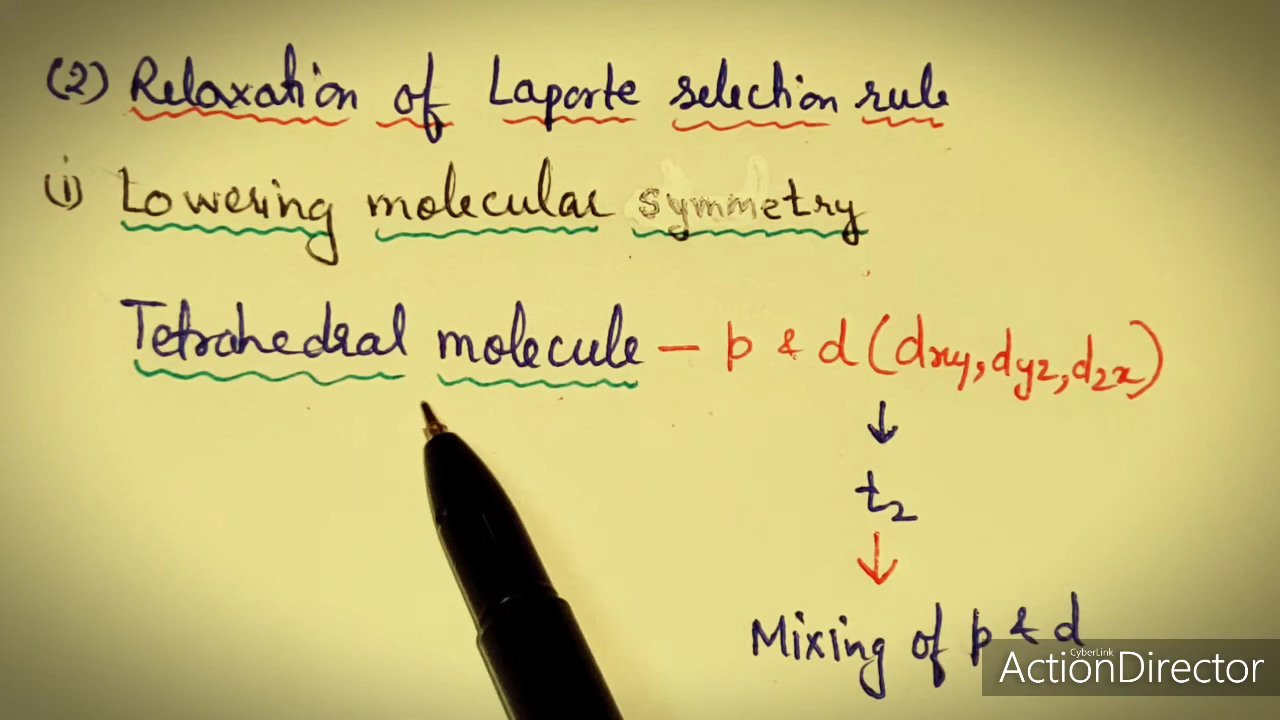 (2) Relaxation of Laporte selection rule
(i) Lowering molecular symmetry
Tetrahedral molecule — p & d (dxy, dyz, dzx)
↓
t₂
↓
Mixing of p & d
CyberLink
ActionDirector